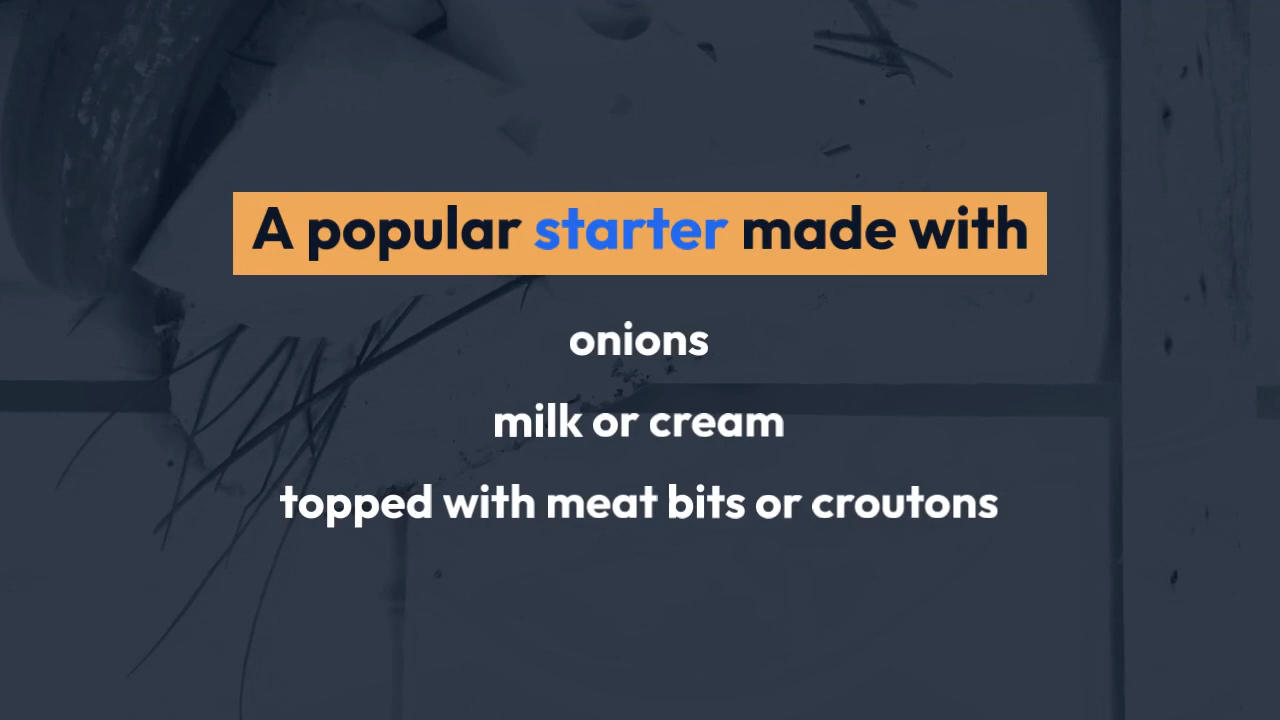 A popular starter made with
onions
milk or cream
topped with meat bits or croutons